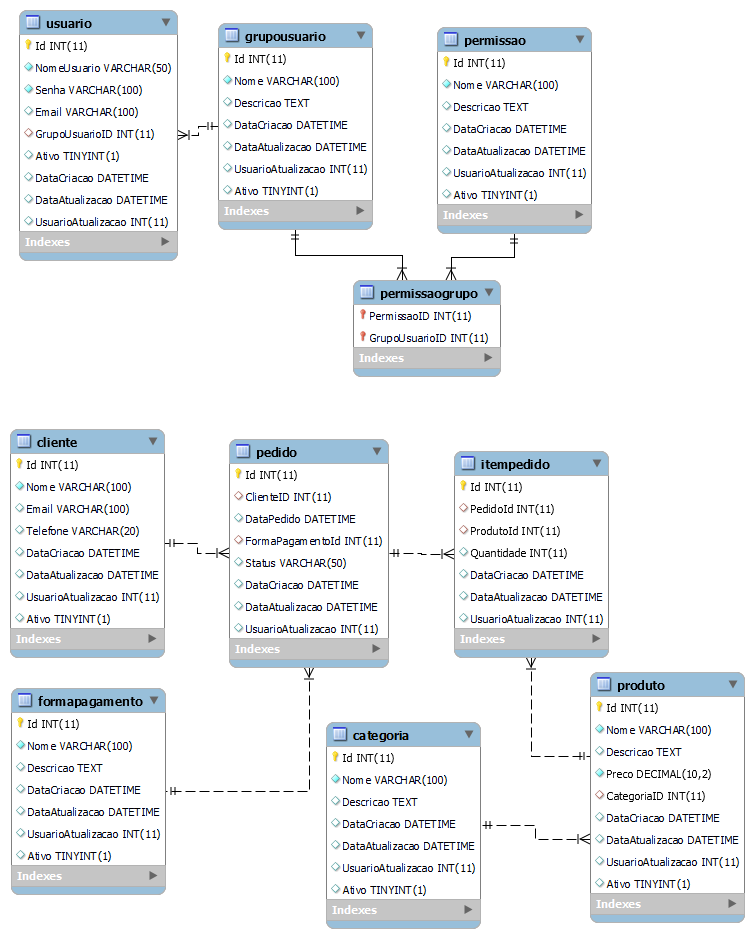 usuario
Id INT(11)
NomeUsuario VARCHAR(50)
Senha VARCHAR(100)
Email VARCHAR(100)
GrupoUsuarioID INT(11)
Ativo TINYINT(1)
DataCriacao DATETIME
DataAtualizacao DATETIME
UsuarioAtualizacao INT(11)
Indexes
grupousuario
Id INT(11)
Nome VARCHAR(100)
Descricao TEXT
DataCriacao DATETIME
DataAtualizacao DATETIME
UsuarioAtualizacao INT(11)
Ativo TINYINT(1)
Indexes
permissao
Id INT(11)
Nome VARCHAR(100)
Descricao TEXT
DataCriacao DATETIME
DataAtualizacao DATETIME
UsuarioAtualizacao INT(11)
Ativo TINYINT(1)
Indexes
permissaogrupo
PermissaoID INT(11)
GrupoUsuarioID INT(11)
Indexes
cliente
Id INT(11)
Nome VARCHAR(100)
Email VARCHAR(100)
Telefone VARCHAR(20)
DataCriacao DATETIME
DataAtualizacao DATETIME
UsuarioAtualizacao INT(11)
Ativo TINYINT(1)
Indexes
pedido
Id INT(11)
ClienteID INT(11)
DataPedido DATETIME
FormaPagamentoId INT(11)
Status VARCHAR(50)
DataCriacao DATETIME
DataAtualizacao DATETIME
UsuarioAtualizacao INT(11)
Indexes
itempedido
Id INT(11)
PedidoId INT(11)
ProdutoId INT(11)
Quantidade INT(11)
DataCriacao DATETIME
DataAtualizacao DATETIME
UsuarioAtualizacao INT(11)
Indexes
formapagamento
Id INT(11)
Nome VARCHAR(100)
Descricao TEXT
DataCriacao DATETIME
DataAtualizacao DATETIME
UsuarioAtualizacao INT(11)
Ativo TINYINT(1)
Indexes
categoria
Id INT(11)
Nome VARCHAR(100)
Descricao TEXT
DataCriacao DATETIME
DataAtualizacao DATETIME
UsuarioAtualizacao INT(11)
Ativo TINYINT(1)
Indexes
produto
Id INT(11)
Nome VARCHAR(100)
Descricao TEXT
Preco DECIMAL(10,2)
CategoriaID INT(11)
DataCriacao DATETIME
DataAtualizacao DATETIME
UsuarioAtualizacao INT(11)
Ativo TINYINT(1)
Indexes